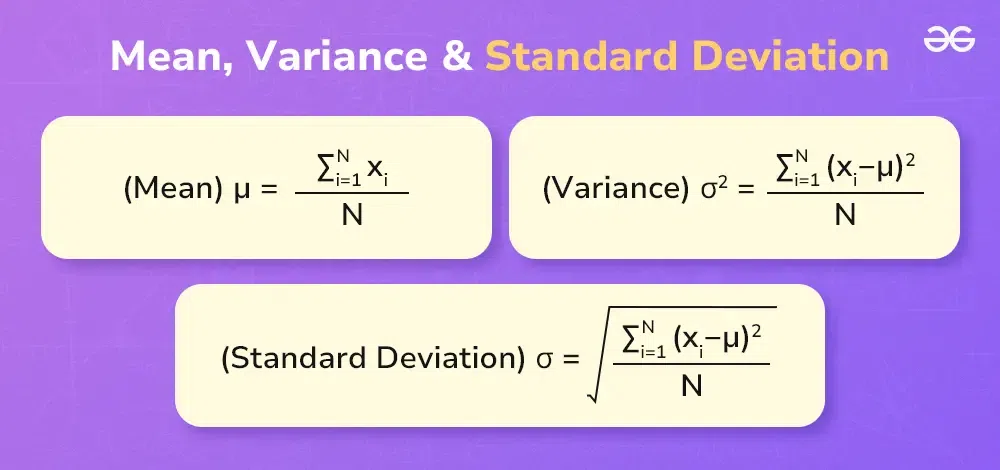 Mean, Variance & Standard Deviation
(Mean) μ = ∑ᵢ₌₁ᴺ xᵢ / N
(Variance) σ² = ∑ᵢ₌₁ᴺ (xᵢ−μ)² / N
(Standard Deviation) σ = √(∑ᵢ₌₁ᴺ (xᵢ−μ)² / N)